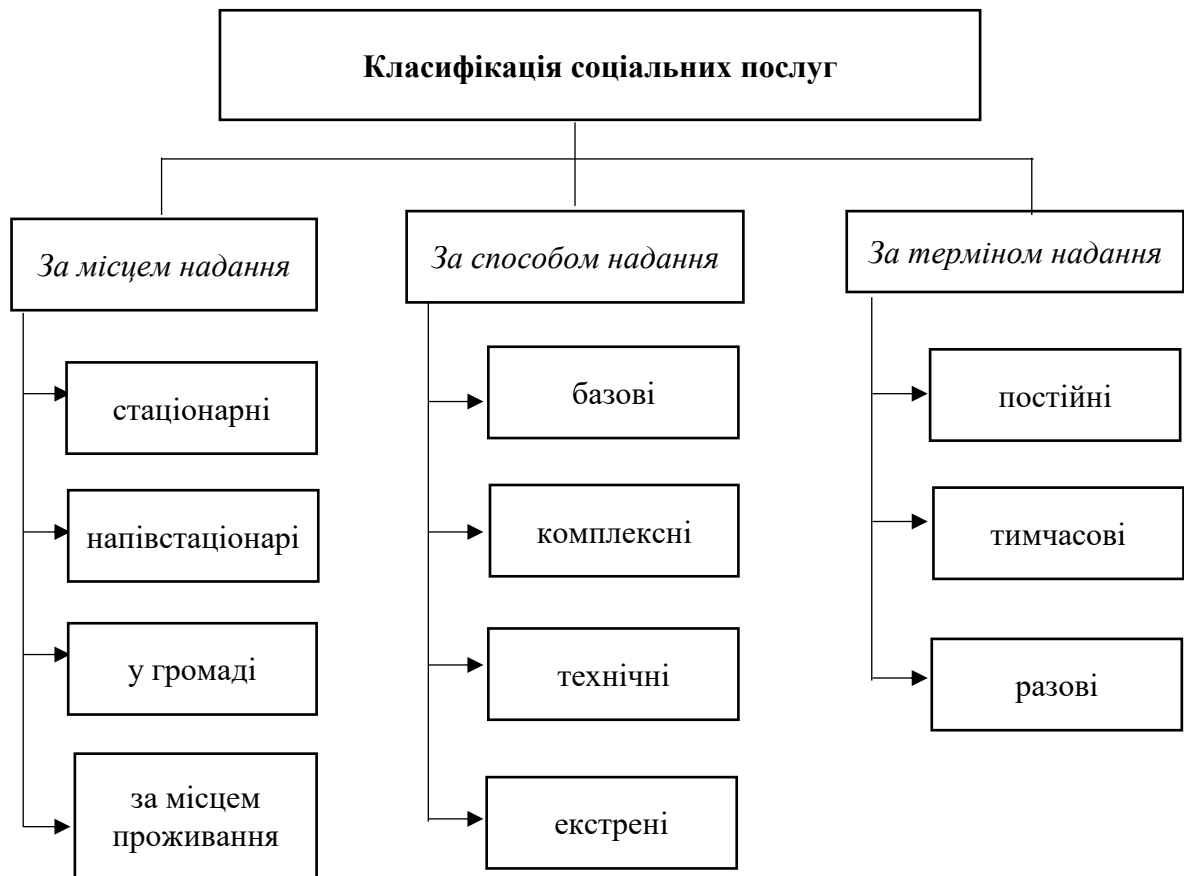 Класифікація соціальних послуг
За місцем надання
стаціонарні
напівстаціонарі
у громаді
за місцем
проживання
За способом надання
базові
комплексні
технічні
екстрені
За терміном надання
постійні
тимчасові
разові